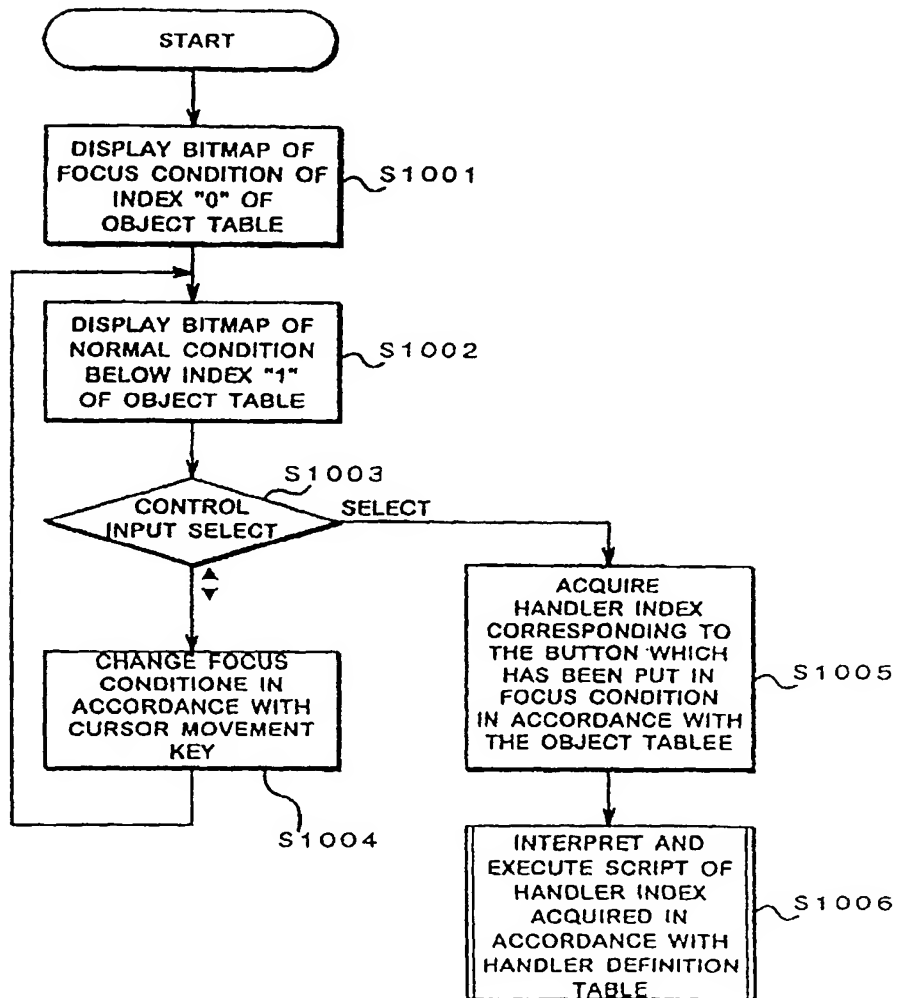 START
DISPLAY BITMAP OF
FOCUS CONDITION OF
INDEX "0" OF
OBJECT TABLE
S1001
DISPLAY BITMAP OF
NORMAL CONDITION
BELOW INDEX "1"
OF OBJECT TABLE
S1002
S1003
CONTROL
INPUT SELECT
SELECT
CHANGE FOCUS
CONDITIONE IN
ACCORDANCE WITH
CURSOR MOVEMENT
KEY
S1004
ACQUIRE
HANDLER INDEX
CORRESPONDING TO
THE BUTTON WHICH
HAS BEEN PUT IN
FOCUS CONDITION
IN ACCORDANCE WITH
THE OBJECT TABLEE
S1005
INTERPRET AND
EXECUTE SCRIPT OF
HANDLER INDEX
ACQUIRED IN
ACCORDANCE WITH
HANDLER DEFINITION
TABLE
S1006